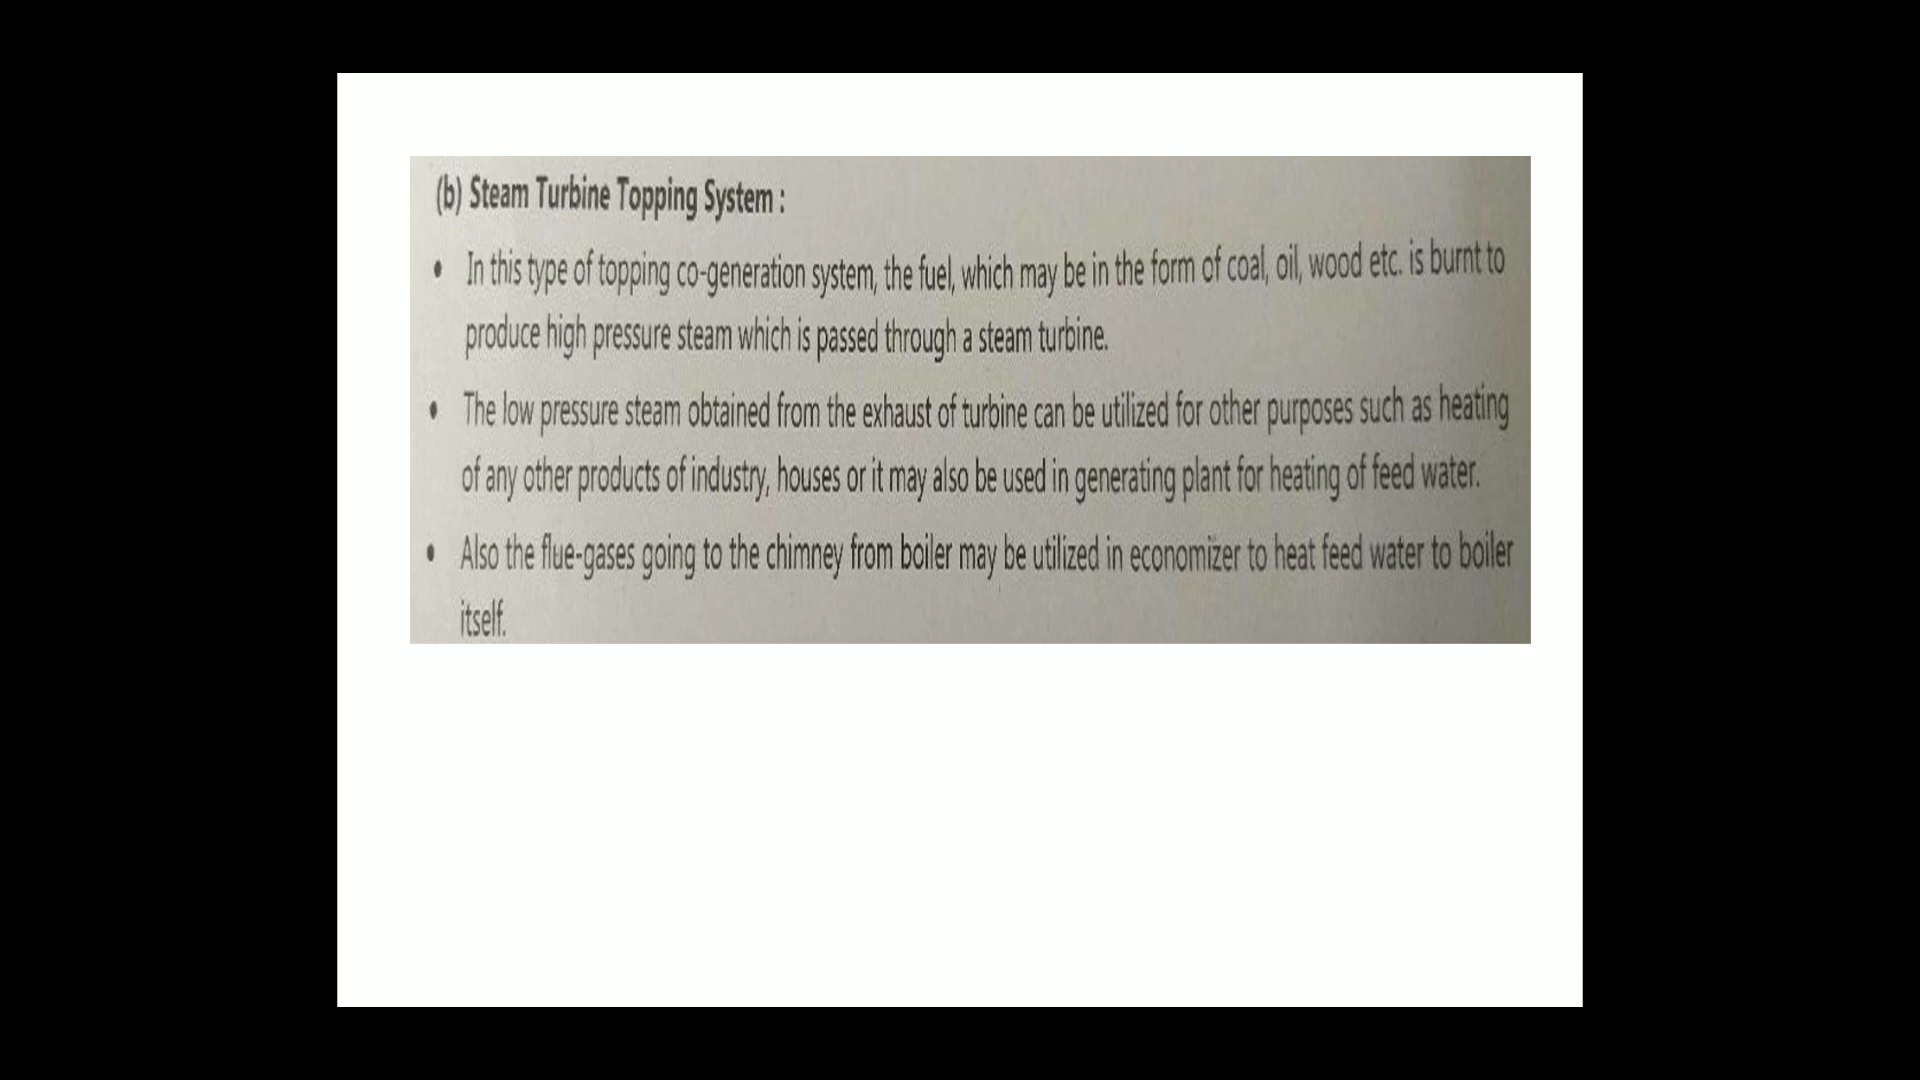 (b) Steam Turbine Topping System :
• In this type of topping co-generation system, the fuel, which may be in the form of coal, oil, wood etc. is burnt to
produce high pressure steam which is passed through a steam turbine.
• The low pressure steam obtained from the exhaust of turbine can be utilized for other purposes such as heating
of any other products of industry, houses or it may also be used in generating plant for heating of feed water.
• Also the flue-gases going to the chimney from boiler may be utilized in economizer to heat feed water to boiler
itself.